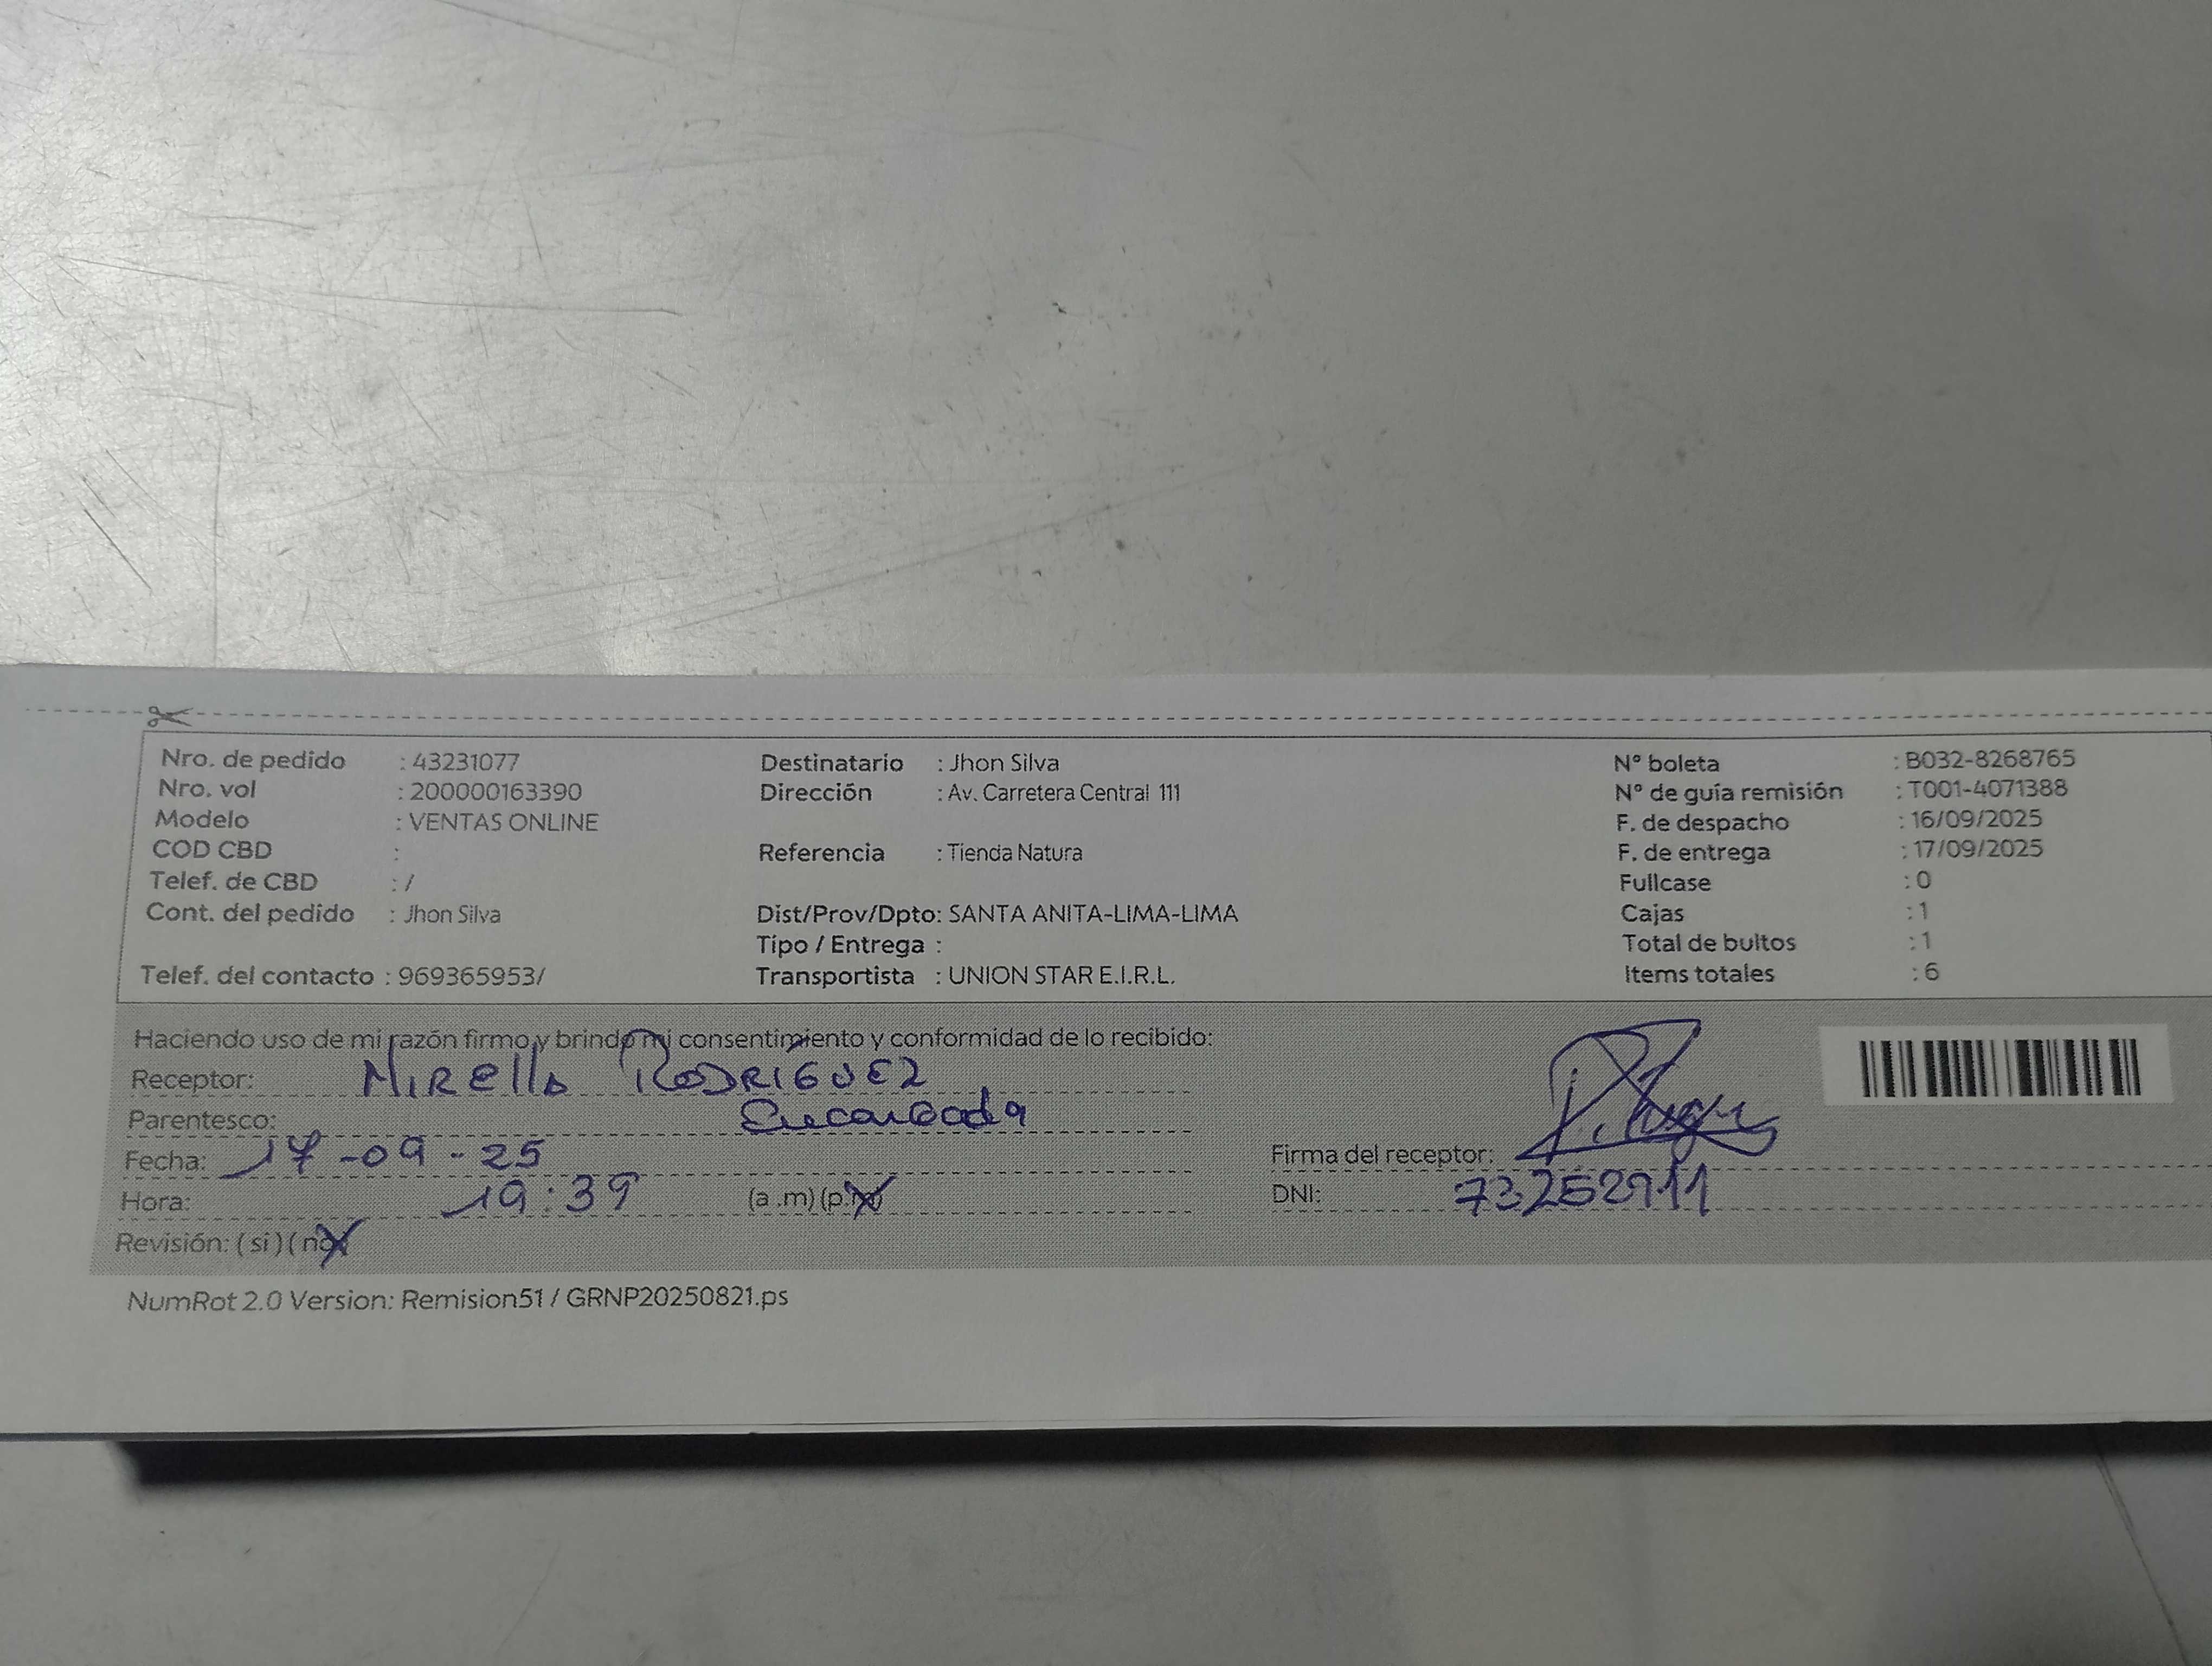 Nro. de pedido : 43231077
Nro. vol : 200000163390
Modelo : VENTAS ONLINE
COD CBD :
Telef. de CBD : /
Cont. del pedido : Jhon Silva
Telef. del contacto : 969365953/
Destinatario : Jhon Silva
Dirección : Av. Carretera Central 111
Referencia : Tienda Natura
Dist/Prov/Dpto: SANTA ANITA-LIMA-LIMA
Tipo / Entrega :
Transportista : UNION STAR E.I.R.L.
N° boleta : B032-8268765
N° de guía remisión : T001-4071388
F. de despacho : 16/09/2025
F. de entrega : 17/09/2025
Fullcase : 0
Cajas : 1
Total de bultos : 1
Items totales : 6
Haciendo uso de mi razón firmo y brindo mi consentimiento y conformidad de lo recibido:
Receptor: MIRELLA RODRIGUEZ
Parentesco: Encargada
Fecha: 17-09-25
Hora: 19:39 (a .m) (p.m)
Revisión: ( si ) ( no )
Firma del receptor:
DNI: 73252911
NumRot 2.0 Version: Remision51 / GRNP20250821.ps